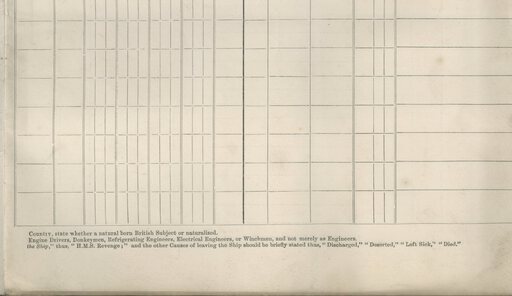 COUNTY, state whether a natural born British Subject or naturalised.
Engine Drivers, Donkeymen, Refrigerating Engineers, Electrical Engineers, or Winchmen, and not merely as Engineers.
the Ship," thus, "H.M.S. Revenge;" and the other Causes of leaving the Ship should be briefly stated thus, "Discharged," "Deserted," "Left Sick," "Died."